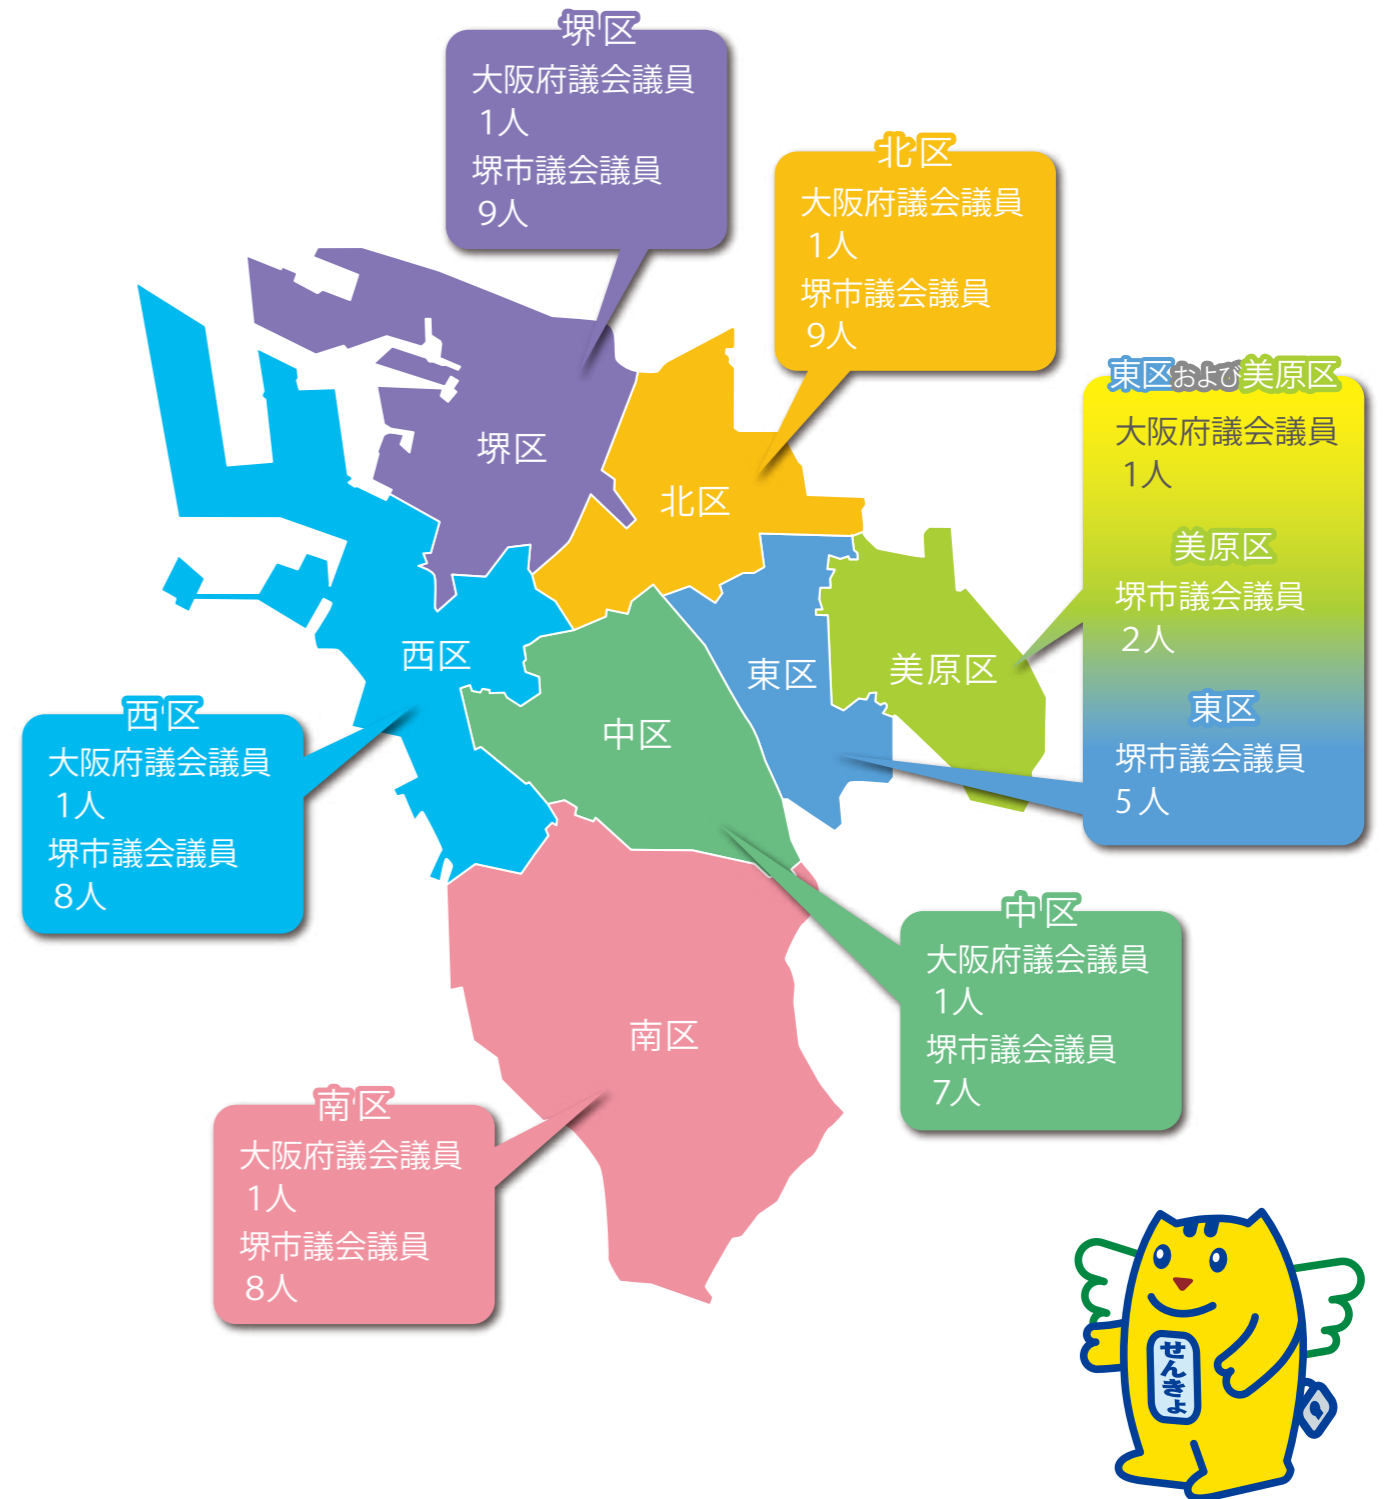 堺区
大阪府議会議員
1人
堺市議会議員
9人
北区
大阪府議会議員
1人
堺市議会議員
9人
東区および美原区
大阪府議会議員
1人
美原区
堺市議会議員
2人
東区
堺市議会議員
5人
堺区
北区
西区
東区
美原区
中区
南区
西区
大阪府議会議員
1人
堺市議会議員
8人
中区
大阪府議会議員
1人
堺市議会議員
7人
南区
大阪府議会議員
1人
堺市議会議員
8人
せんきょ